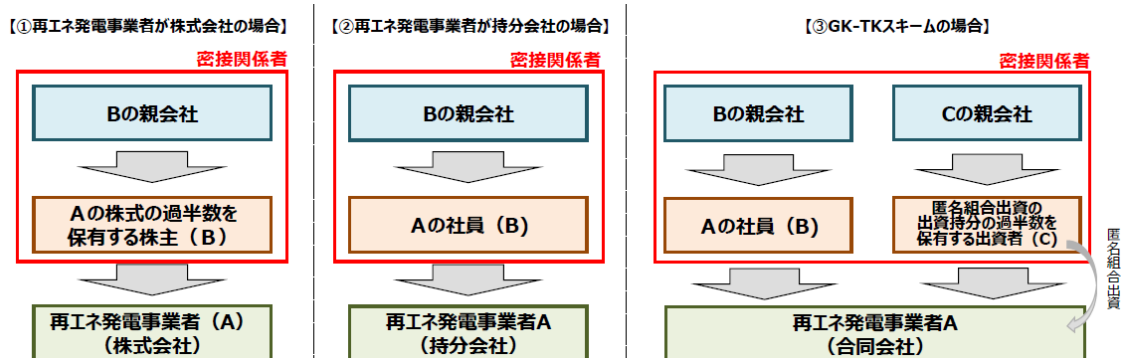 【①再エネ発電事業者が株式会社の場合】
密接関係者
Bの親会社
Aの株式の過半数を
保有する株主（B）
再エネ発電事業者（A）
（株式会社）
【②再エネ発電事業者が持分会社の場合】
密接関係者
Bの親会社
Aの社員（B）
再エネ発電事業者A
（持分会社）
【③GK-TKスキームの場合】
密接関係者
Bの親会社
Cの親会社
Aの社員（B）
匿名組合出資の
出資持分の過半数を
保有する出資者（C）
匿名組合出資
再エネ発電事業者A
（合同会社）